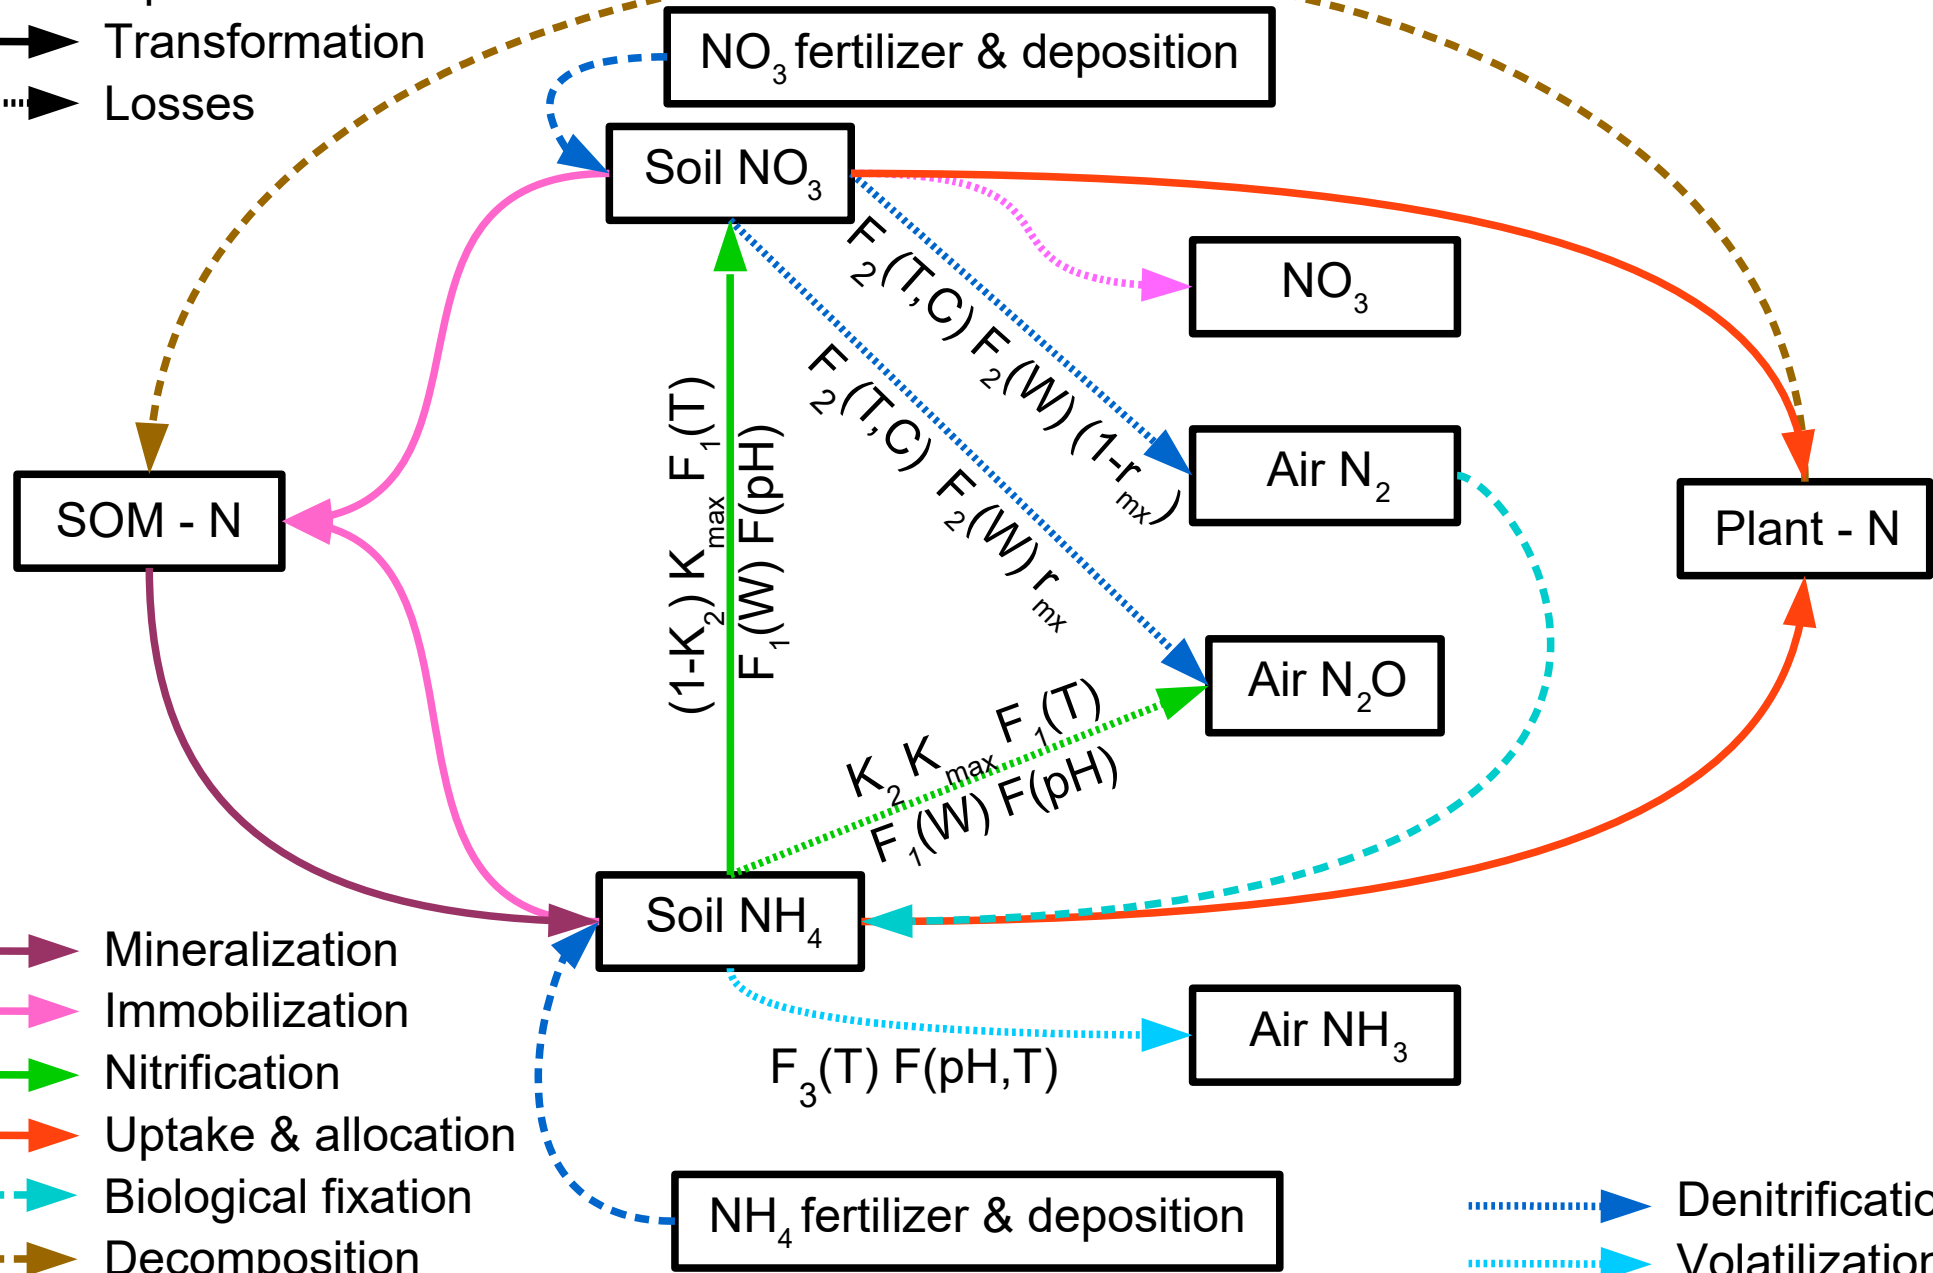 Transformation
Losses
NO3 fertilizer & deposition
Soil NO3
NO3
F2(T,C) F2(W) (1-rmx)
F2(T,C) F2(W) rmx
(1-K2) Kmax F1(T)
F1(W) F(pH)
Air N2
SOM - N
Plant - N
Air N2O
K2 Kmax F1(T)
F1(W) F(pH)
Soil NH4
Air NH3
F3(T) F(pH,T)
NH4 fertilizer & deposition
Mineralization
Immobilization
Nitrification
Uptake & allocation
Biological fixation
Decomposition
Denitrificatio
Volatilization